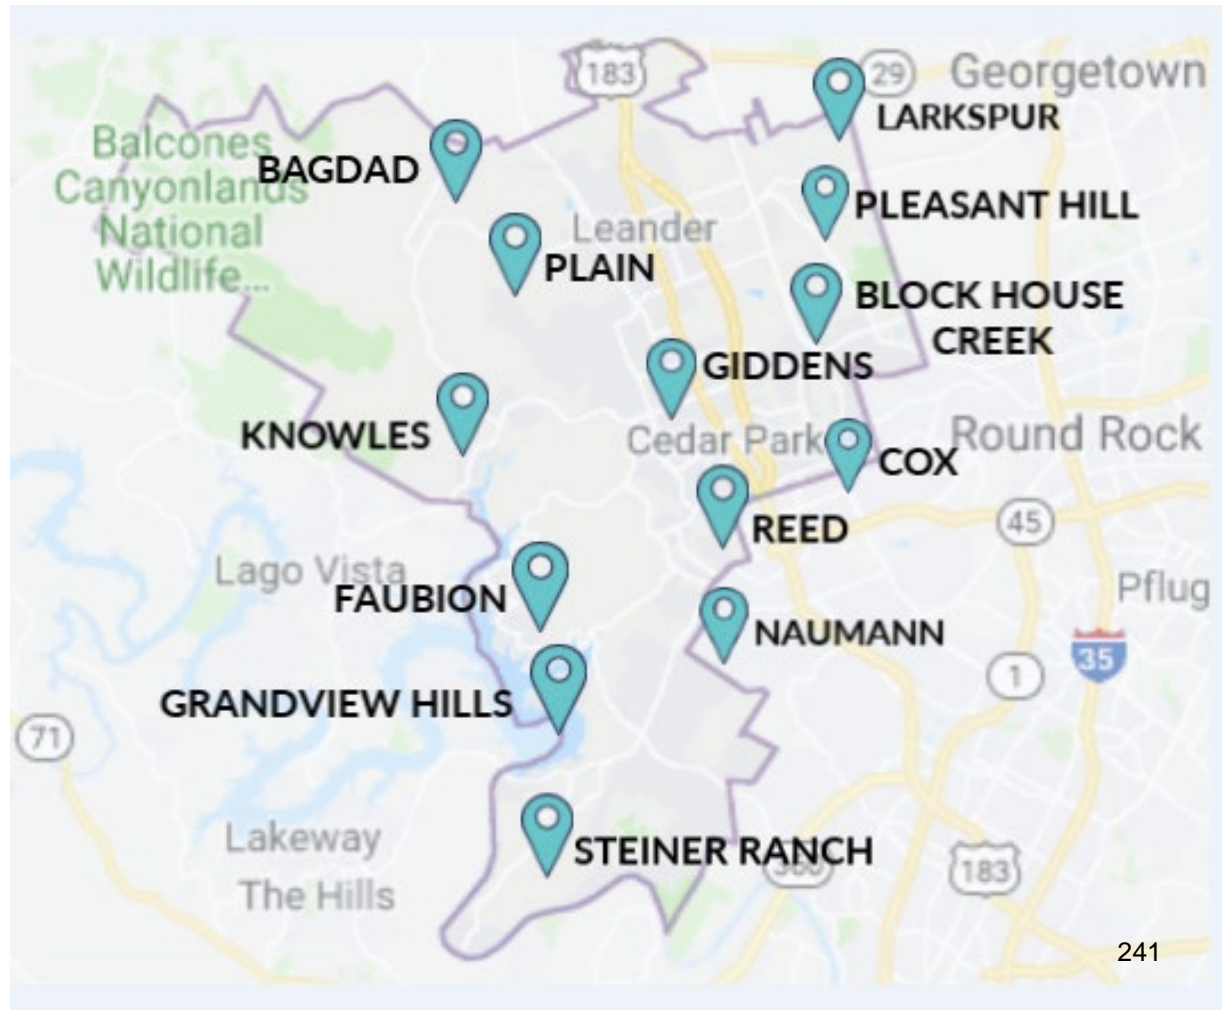 183
29
Georgetown
LARKSPUR
Balcones
Canyonlands
National
Wildlife...
BAGDAD
PLEASANT HILL
Leander
PLAIN
BLOCK HOUSE
CREEK
GIDDENS
KNOWLES
Cedar Park
Round Rock
COX
REED
45
Lago Vista
FAUBION
Pflug
NAUMANN
35
1
GRANDVIEW HILLS
71
Lakeway
STEINER RANCH
360
183
The Hills
241